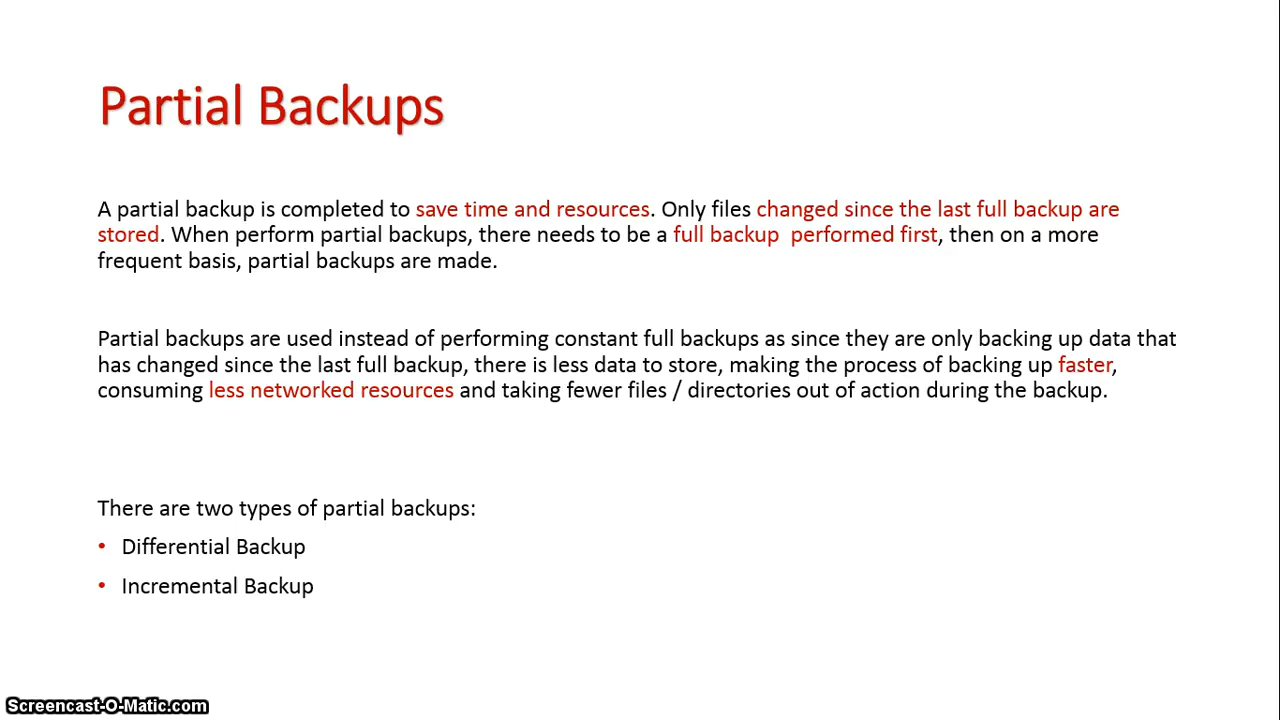 Partial Backups
A partial backup is completed to save time and resources. Only files changed since the last full backup are
stored. When perform partial backups, there needs to be a full backup  performed first, then on a more
frequent basis, partial backups are made.
Partial backups are used instead of performing constant full backups as since they are only backing up data that
has changed since the last full backup, there is less data to store, making the process of backing up faster,
consuming less networked resources and taking fewer files / directories out of action during the backup.
There are two types of partial backups:
• Differential Backup
• Incremental Backup
Screencast-O-Matic.com